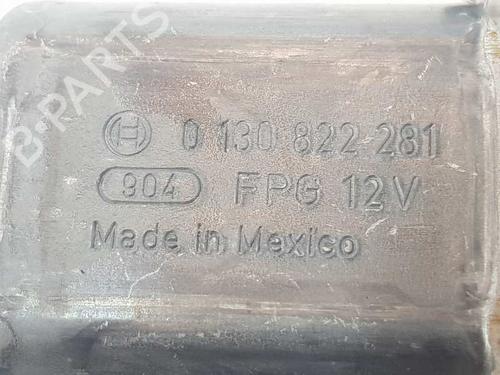 B-PARTS
0 130 822 281
904 FPG 12V
Made in Mexico